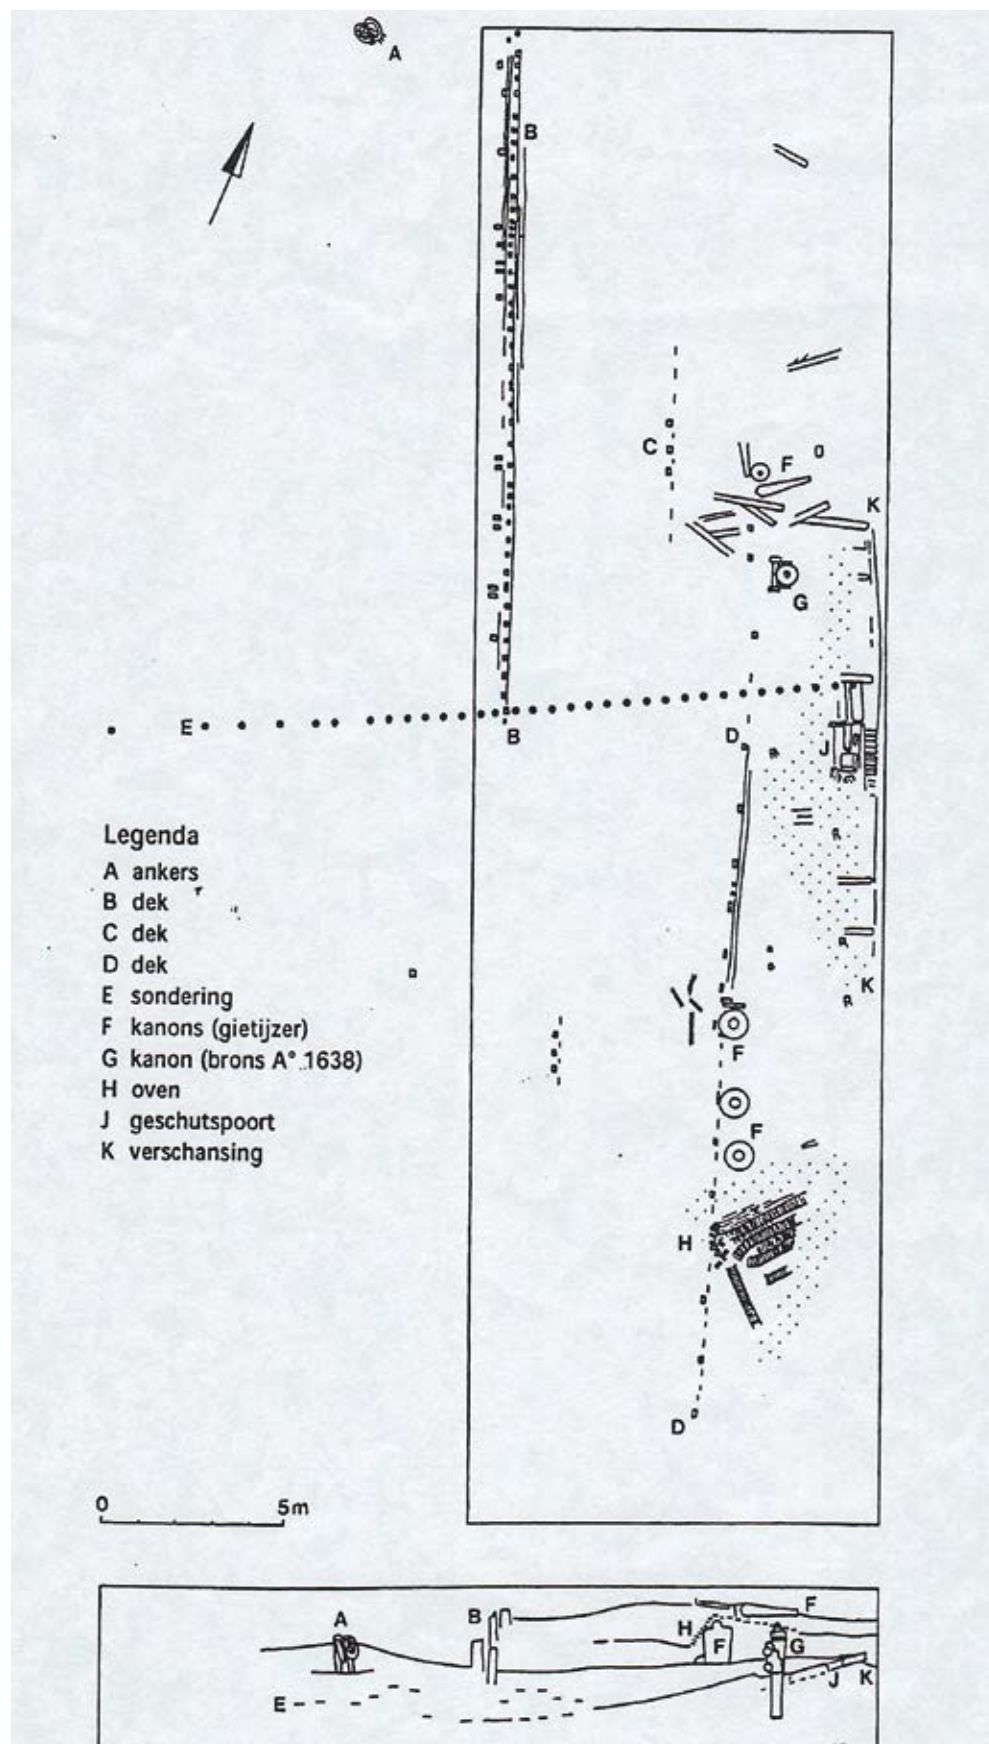 A
B
C
F
K
G
E
B
D
J
Legenda
A ankers
B dek
C dek
D dek
E sondering
F kanons (gietijzer)
G kanon (brons A° 1638)
H oven
J geschutspoort
K verschansing
K
F
F
H
D
0 5m
A
B
F
H
F
G
J
K
E